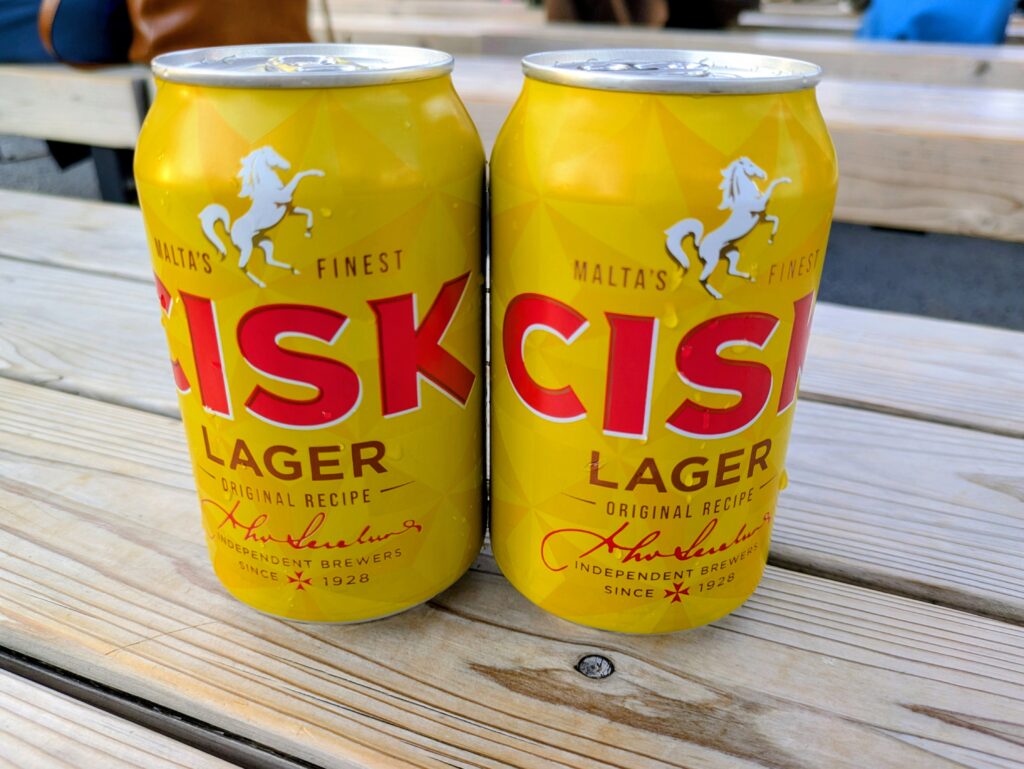 MALTA'S FINEST
CISK
LAGER
ORIGINAL RECIPE
INDEPENDENT BREWERS
SINCE 1928
MALTA'S FINEST
CISK
LAGER
ORIGINAL RECIPE
INDEPENDENT BREWERS
SINCE 1928